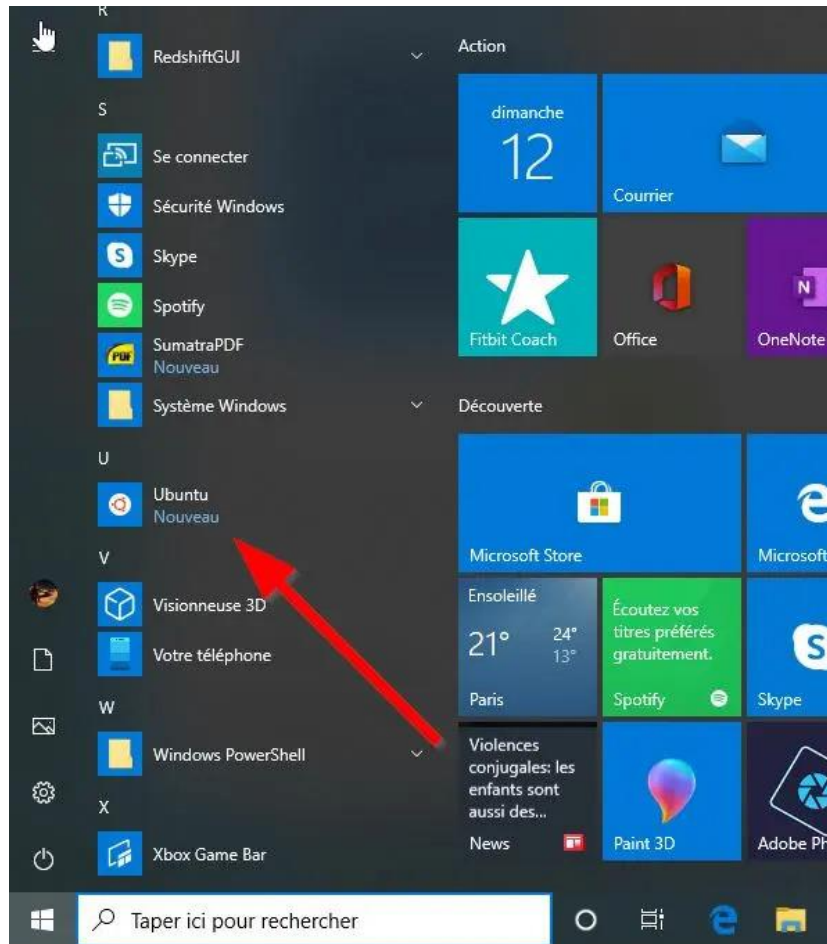 R
RedshiftGUI
S
Se connecter
Sécurité Windows
S
Skype
Spotify
PDF
SumatraPDF
Nouveau
Système Windows
U
Ubuntu
Nouveau
V
Visionneuse 3D
Votre téléphone
W
Windows PowerShell
X
Xbox Game Bar
Action
dimanche
12
Courrier
Fitbit Coach
Office
N
OneNote
Découverte
Microsoft Store
Microsoft
Ensoleillé
21°
24°
13°
Paris
Écoutez vos
titres préférés
gratuitement.
Spotify
S
Skype
Violences
conjugales: les
enfants sont
aussi des...
News
Paint 3D
Adobe Ph
Taper ici pour rechercher